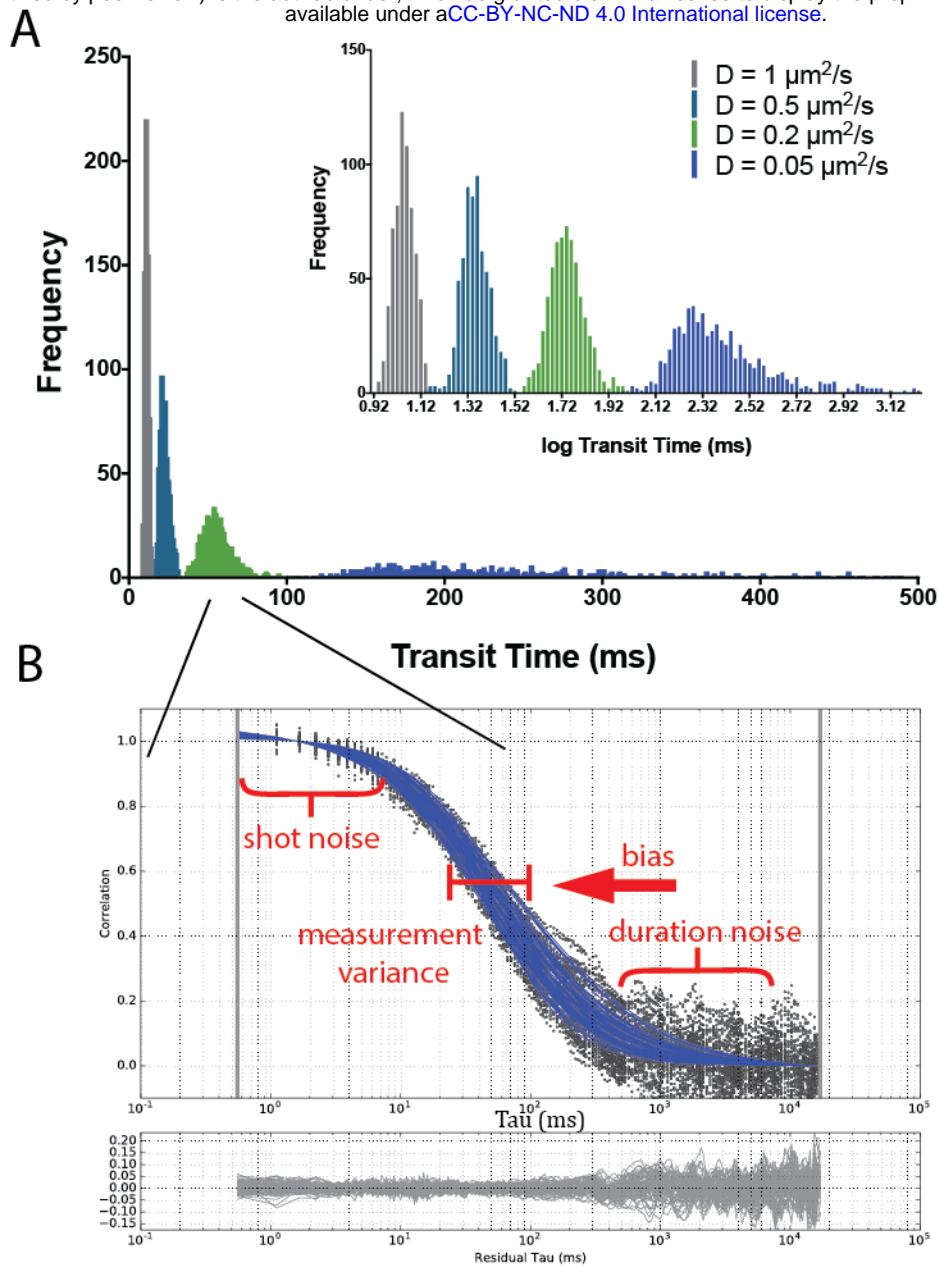 available under aCC-BY-NC-ND 4.0 International license.
A
250
200
150
100
50
0
Frequency
0 100 200 300 400 500
Transit Time (ms)
150
100
50
0
Frequency
0.92 1.12 1.32 1.52 1.72 1.92 2.12 2.32 2.52 2.72 2.92 3.12
log Transit Time (ms)
D = 1 µm²/s
D = 0.5 µm²/s
D = 0.2 µm²/s
D = 0.05 µm²/s
B
1.0
0.8
0.6
0.4
0.2
0.0
Correlation
shot noise
bias
measurement
variance
duration noise
10⁻¹ 10⁰ 10¹ 10² 10³ 10⁴ 10⁵
Tau (ms)
0.20
0.15
0.10
0.05
0.00
−0.05
−0.10
−0.15
10⁻¹ 10⁰ 10¹ 10² 10³ 10⁴ 10⁵
Residual Tau (ms)